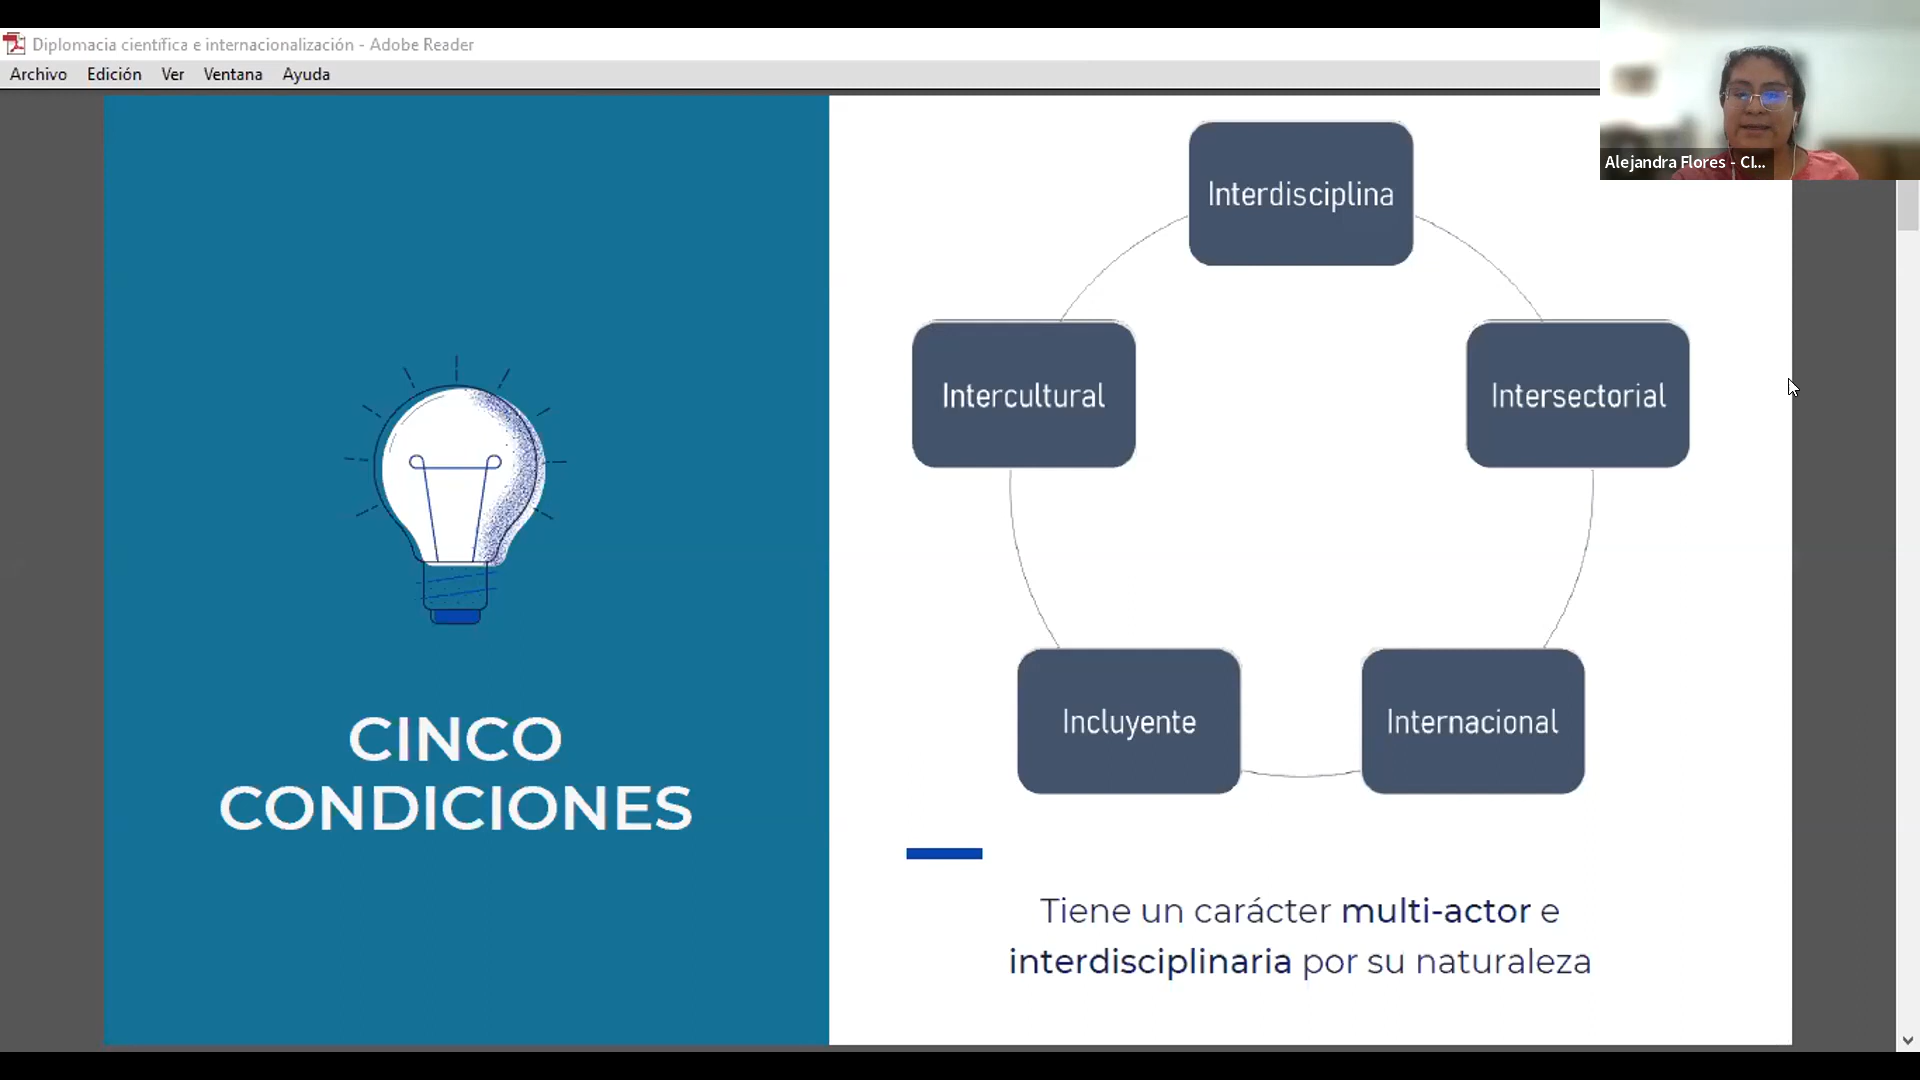 Diplomacia científica e internacionalización - Adobe Reader
Archivo Edición Ver Ventana Ayuda
Alejandra Flores - CI...
CINCO
CONDICIONES
Interdisciplina
Intercultural
Intersectorial
Incluyente
Internacional
Tiene un carácter multi-actor e
interdisciplinaria por su naturaleza